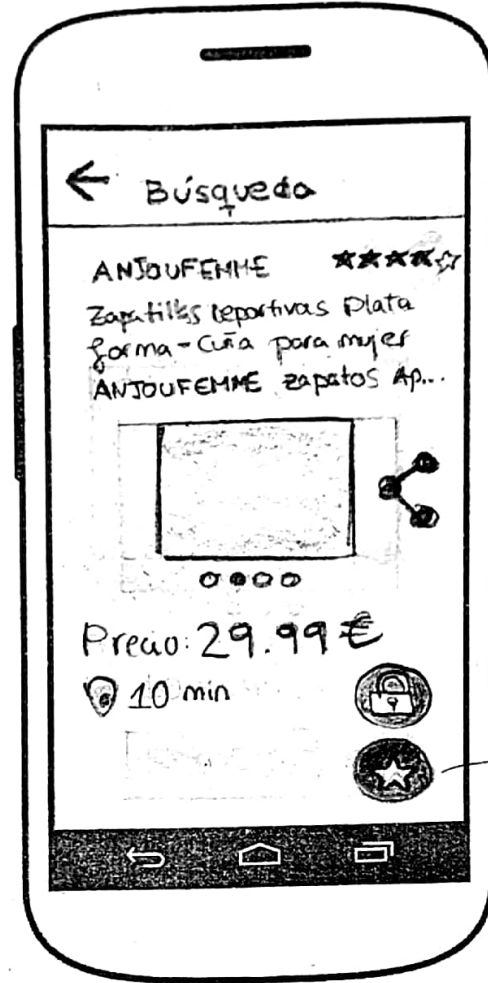 Búsqueda
ANJOUFEMME
Zapatillas deportivas Plata
forma-Cuña para mujer
ANJOUFEMME zapatos Ap...
Precio: 29.99 €
10 min